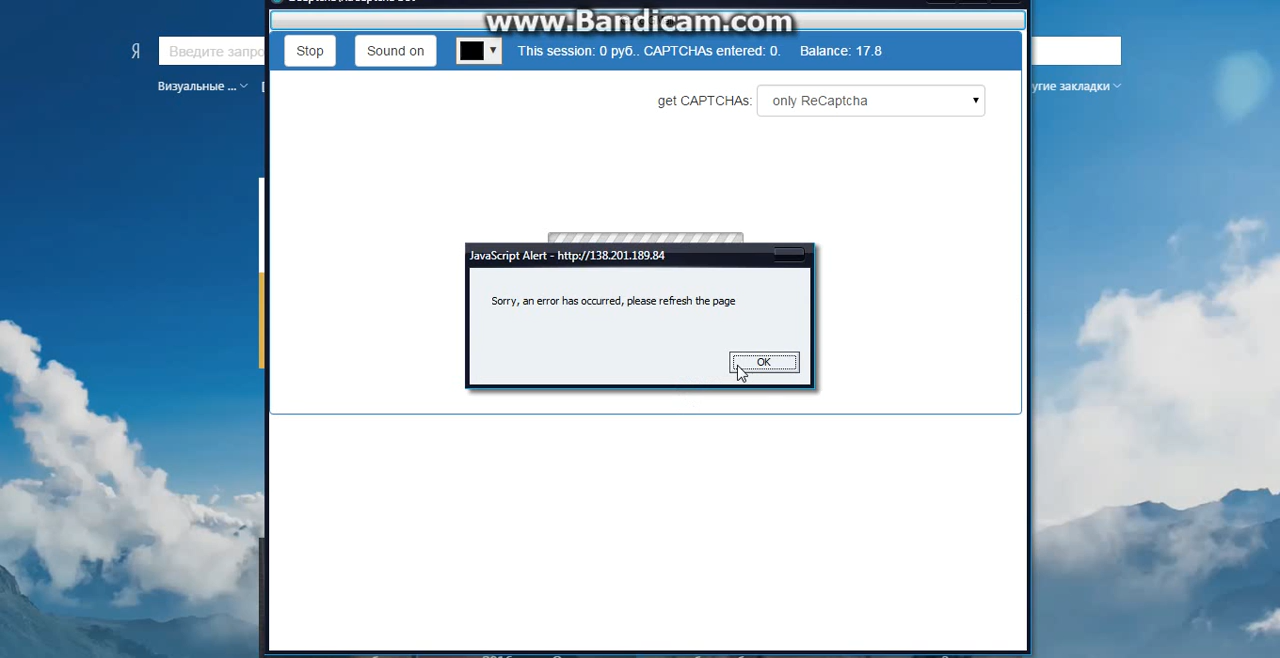 www.Bandicam.com
Я Введите запро
Stop Sound on This session: 0 руб.. CAPTCHAs entered: 0. Balance: 17.8
Визуальные ... угие закладки
get CAPTCHAs: only ReCaptcha
JavaScript Alert - http://138.201.189.84
Sorry, an error has occurred, please refresh the page
OK